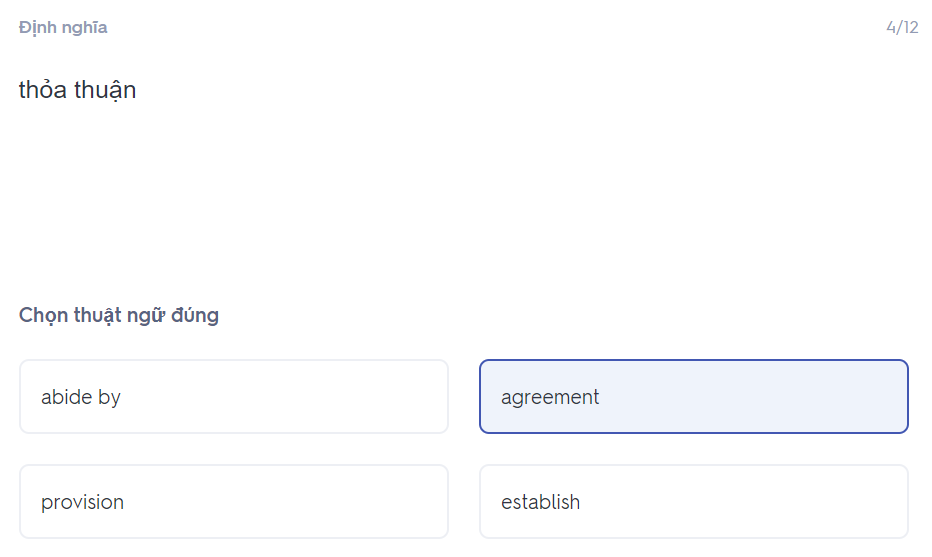 Định nghĩa 4/12
thỏa thuận
Chọn thuật ngữ đúng
abide by agreement
provision establish